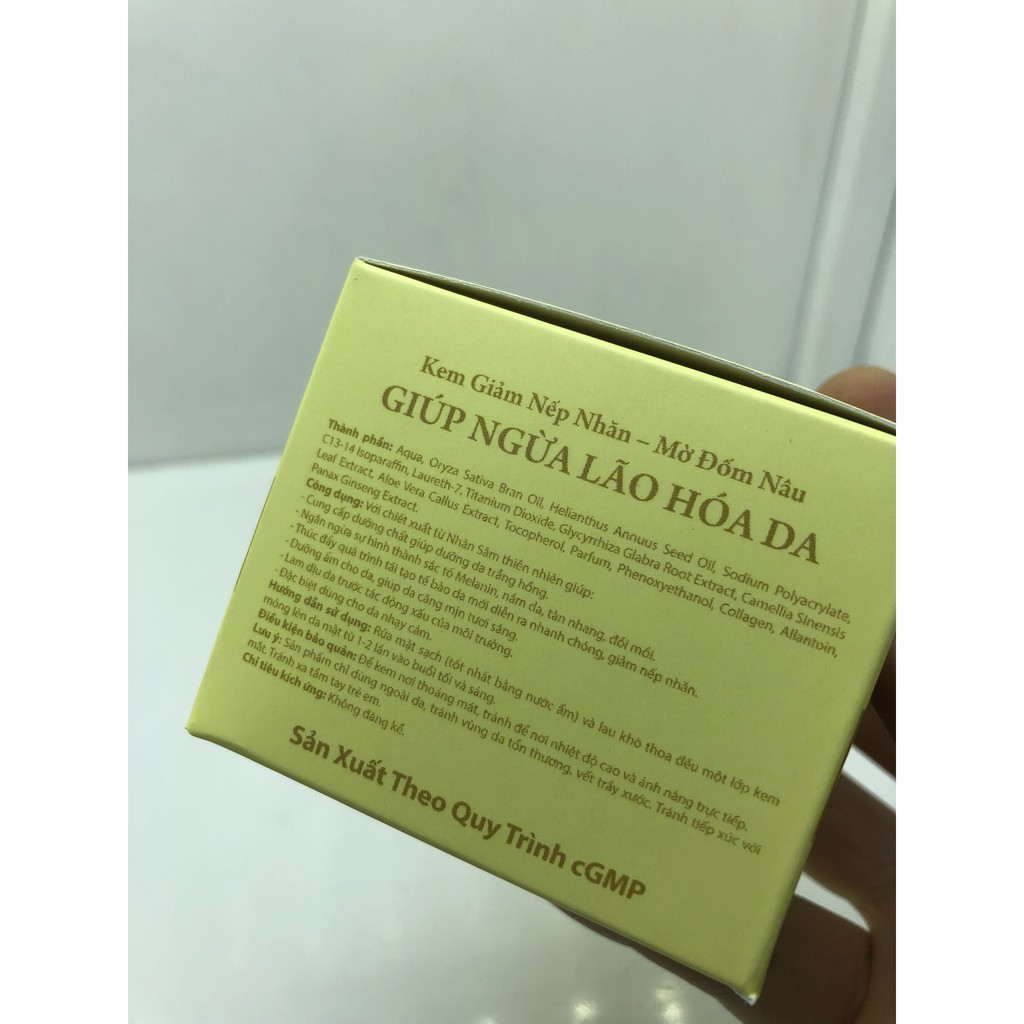 Kem Giảm Nếp Nhăn – Mờ Đốm Nâu
GIÚP NGỪA LÃO HÓA DA
Thành phần: Aqua, Oryza Sativa Bran Oil, Helianthus Annuus Seed Oil, Sodium Polyacrylate,
C13-14 Isoparaffin, Laureth-7, Titanium Dioxide, Glycyrrhiza Glabra Root Extract, Camellia Sinensis
Leaf Extract, Aloe Vera Callus Extract, Tocopherol, Parfum, Phenoxyethanol, Collagen, Allantoin,
Panax Ginseng Extract.
Công dụng: Với chiết xuất từ Nhân Sâm thiên nhiên giúp:
- Cung cấp dưỡng chất giúp dưỡng da trắng hồng.
- Ngăn ngừa sự hình thành sắc tố Melanin, nám da, tàn nhang, đồi mồi.
- Thúc đẩy quá trình tái tạo tế bào da mới diễn ra nhanh chóng, giảm nếp nhăn.
- Dưỡng ẩm cho da, giúp da căng mịn tươi sáng.
- Làm dịu da trước tác động xấu của môi trường.
- Đặc biệt dùng cho da nhạy cảm.
Hướng dẫn sử dụng: Rửa mặt sạch (tốt nhất bằng nước ấm) và lau khô thoa đều một lớp kem
mỏng lên da mặt từ 1-2 lần vào buổi tối và sáng.
Điều kiện bảo quản: Để kem nơi thoáng mát, tránh để nơi nhiệt độ cao và ánh nắng trực tiếp.
Lưu ý: Sản phẩm chỉ dùng ngoài da, tránh vùng da tổn thương, vết trầy xước. Tránh tiếp xúc với
mắt. Tránh xa tầm tay trẻ em.
Chỉ tiêu kích ứng: Không đáng kể.
Sản Xuất Theo Quy Trình cGMP